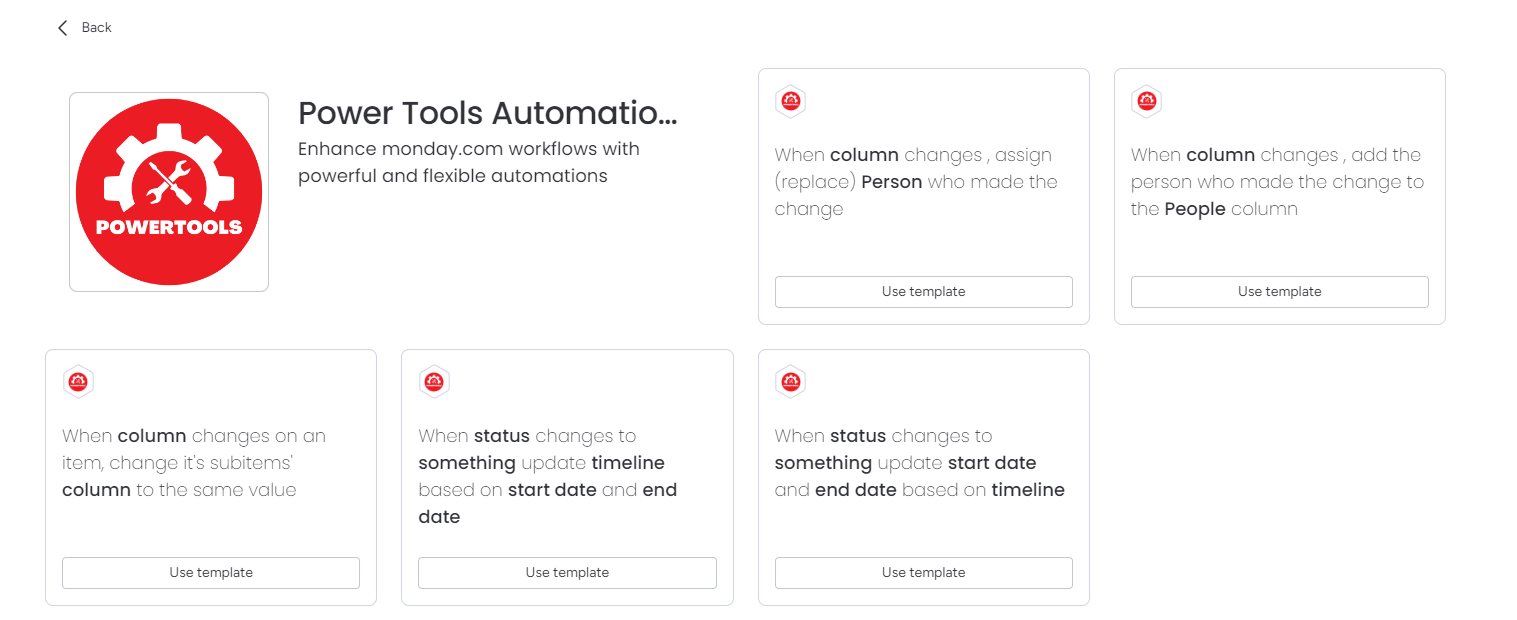 Back
POWERTOOLS
Power Tools Automatio...
Enhance monday.com workflows with
powerful and flexible automations
When column changes , assign
(replace) Person who made the
change
Use template
When column changes , add the
person who made the change to
the People column
Use template
When column changes on an
item, change it's subitems'
column to the same value
Use template
When status changes to
something update timeline
based on start date and end
date
Use template
When status changes to
something update start date
and end date based on timeline
Use template